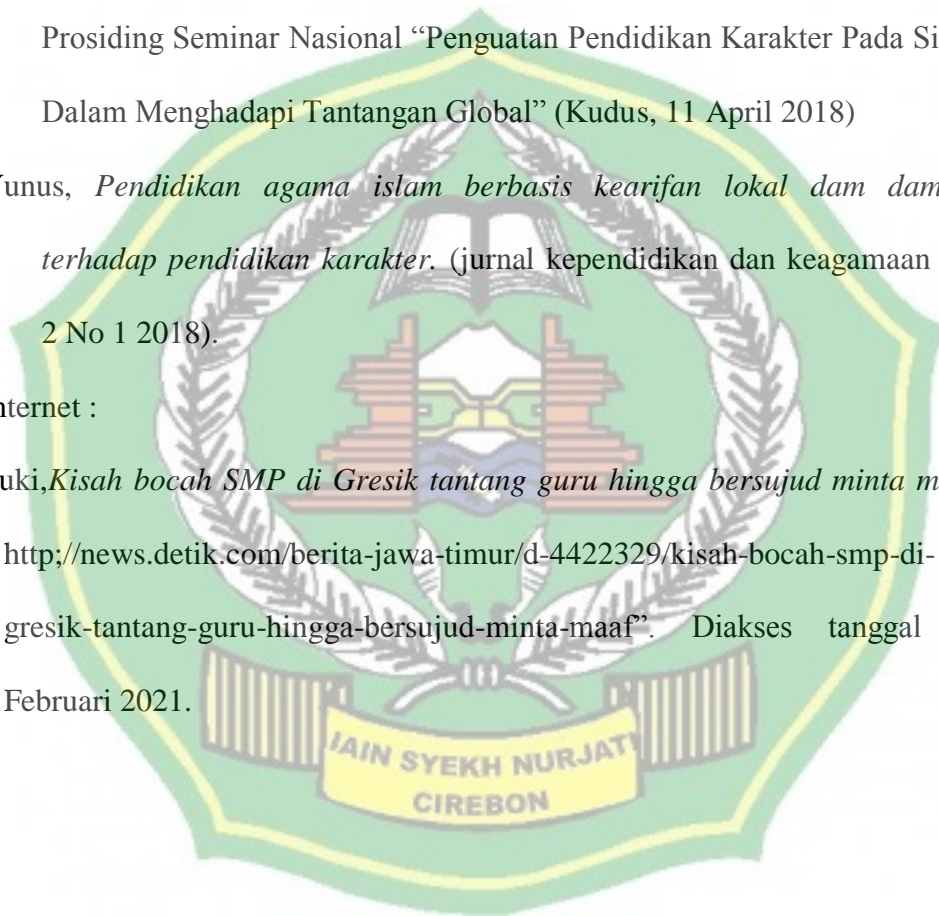 Prosiding Seminar Nasional “Penguatan Pendidikan Karakter Pada Si
Dalam Menghadapi Tantangan Global” (Kudus, 11 April 2018)
Yunus, Pendidikan agama islam berbasis kearifan lokal dam dam
terhadap pendidikan karakter. (jurnal kependidikan dan keagamaan
2 No 1 2018).
nternet :
uki,Kisah bocah SMP di Gresik tantang guru hingga bersujud minta m
http;//news.detik.com/berita-jawa-timur/d-4422329/kisah-bocah-smp-di-
gresik-tantang-guru-hingga-bersujud-minta-maaf”. Diakses tanggal
Februari 2021.
IAIN SYEKH NURJATI
CIREBON